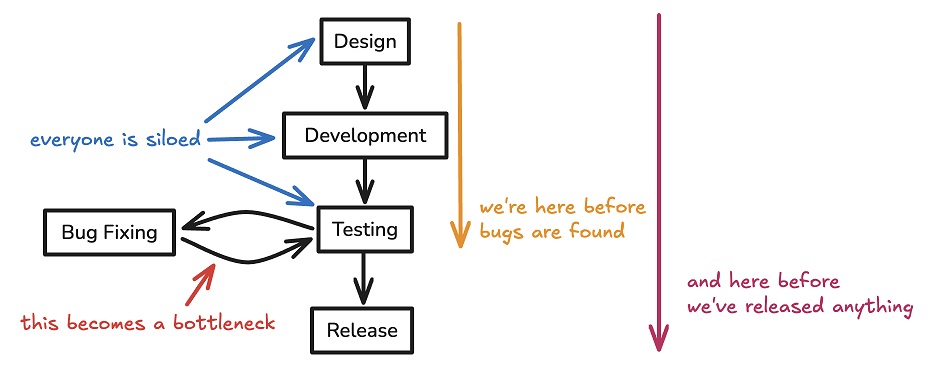 Design
everyone is siloed
Development
we're here before
bugs are found
Bug Fixing
Testing
and here before
we've released anything
this becomes a bottleneck
Release